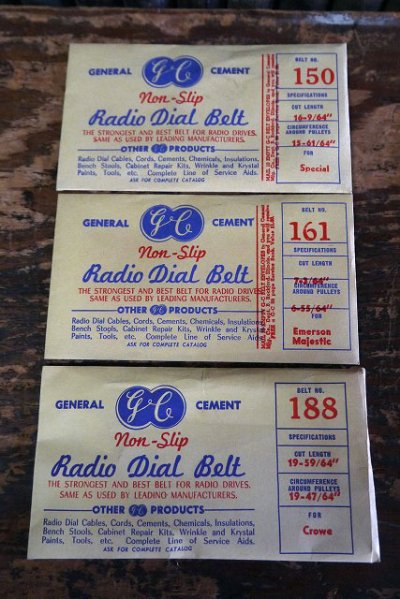 GENERAL G-C CEMENT
Non-Slip
Radio Dial Belt
THE STRONGEST AND BEST BELT FOR RADIO DRIVES.
SAME AS USED BY LEADING MANUFACTURERS.
OTHER G-C PRODUCTS
Radio Dial Cables, Cords, Cements, Chemicals, Insulations,
Bench Stools, Cabinet Repair Kits, Wrinkle and Krystal
Paints, Tools, etc. Complete Line of Service Aids.
ASK FOR COMPLETE CATALOG
BELT NO.
150
SPECIFICATIONS
CUT LENGTH
16-9/64"
CIRCUMFERENCE
AROUND PULLEYS
15-61/64"
FOR
Special
GENERAL G-C CEMENT
Non-Slip
Radio Dial Belt
THE STRONGEST AND BEST BELT FOR RADIO DRIVES.
SAME AS USED BY LEADING MANUFACTURERS.
OTHER G-C PRODUCTS
Radio Dial Cables, Cords, Cements, Chemicals, Insulations,
Bench Stools, Cabinet Repair Kits, Wrinkle and Krystal
Paints, Tools, etc. Complete Line of Service Aids.
ASK FOR COMPLETE CATALOG
BELT NO.
161
SPECIFICATIONS
CUT LENGTH
7-3/64"
CIRCUMFERENCE
AROUND PULLEYS
6-55/64"
FOR
Emerson
Majestic
GENERAL G-C CEMENT
Non-Slip
Radio Dial Belt
THE STRONGEST AND BEST BELT FOR RADIO DRIVES.
SAME AS USED BY LEADING MANUFACTURERS.
OTHER G-C PRODUCTS
Radio Dial Cables, Cords, Cements, Chemicals, Insulations,
Bench Stools, Cabinet Repair Kits, Wrinkle and Krystal
Paints, Tools, etc. Complete Line of Service Aids.
ASK FOR COMPLETE CATALOG
BELT NO.
188
SPECIFICATIONS
CUT LENGTH
19-59/64"
CIRCUMFERENCE
AROUND PULLEYS
19-47/64"
FOR
Crowe